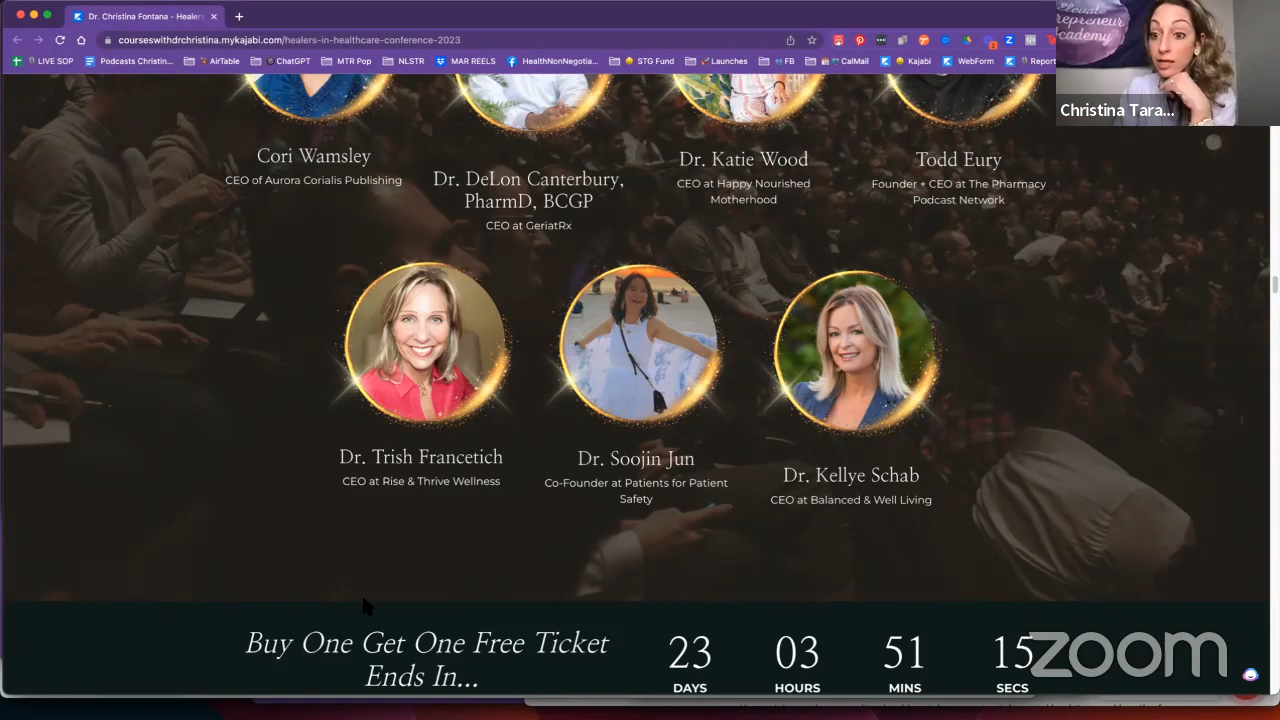 Dr. Christina Fontana - Healers
courseswithdrchristina.mykajabi.com/healers-in-healthcare-conference-2023
LIVE SOP
Podcasts Christin...
AirTable
ChatGPT
MTR Pop
NLSTR
MAR REELS
HealthNonNegotia...
STG Fund
Launches
FB
CalMail
Kajabi
WebForm
Report
Elevate
Entrepreneur
Academy
Christina Tara...
Cori Wamsley
CEO of Aurora Corialis Publishing
Dr. DeLon Canterbury,
PharmD, BCGP
CEO at GeriatRx
Dr. Katie Wood
CEO at Happy Nourished
Motherhood
Todd Eury
Founder + CEO at The Pharmacy
Podcast Network
Dr. Trish Francetich
CEO at Rise & Thrive Wellness
Dr. Soojin Jun
Co-Founder at Patients for Patient
Safety
Dr. Kellye Schab
CEO at Balanced & Well Living
Buy One Get One Free Ticket
Ends In...
23 03 51 15
DAYS HOURS MINS SECS
zoom